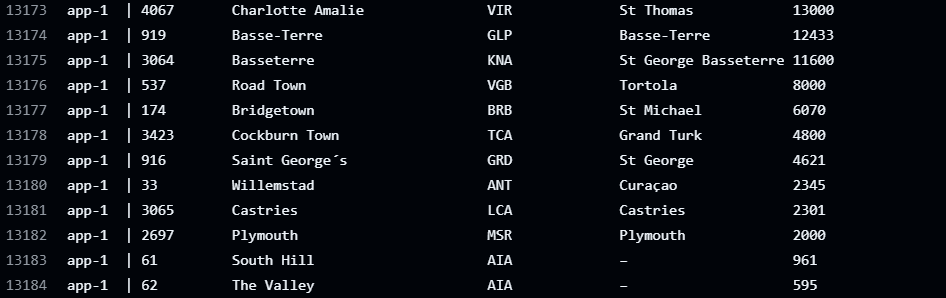 13173 app-1 | 4067 Charlotte Amalie VIR St Thomas 13000
13174 app-1 | 919 Basse-Terre GLP Basse-Terre 12433
13175 app-1 | 3064 Basseterre KNA St George Basseterre 11600
13176 app-1 | 537 Road Town VGB Tortola 8000
13177 app-1 | 174 Bridgetown BRB St Michael 6070
13178 app-1 | 3423 Cockburn Town TCA Grand Turk 4800
13179 app-1 | 916 Saint George´s GRD St George 4621
13180 app-1 | 33 Willemstad ANT Curaçao 2345
13181 app-1 | 3065 Castries LCA Castries 2301
13182 app-1 | 2697 Plymouth MSR Plymouth 2000
13183 app-1 | 61 South Hill AIA – 961
13184 app-1 | 62 The Valley AIA – 595